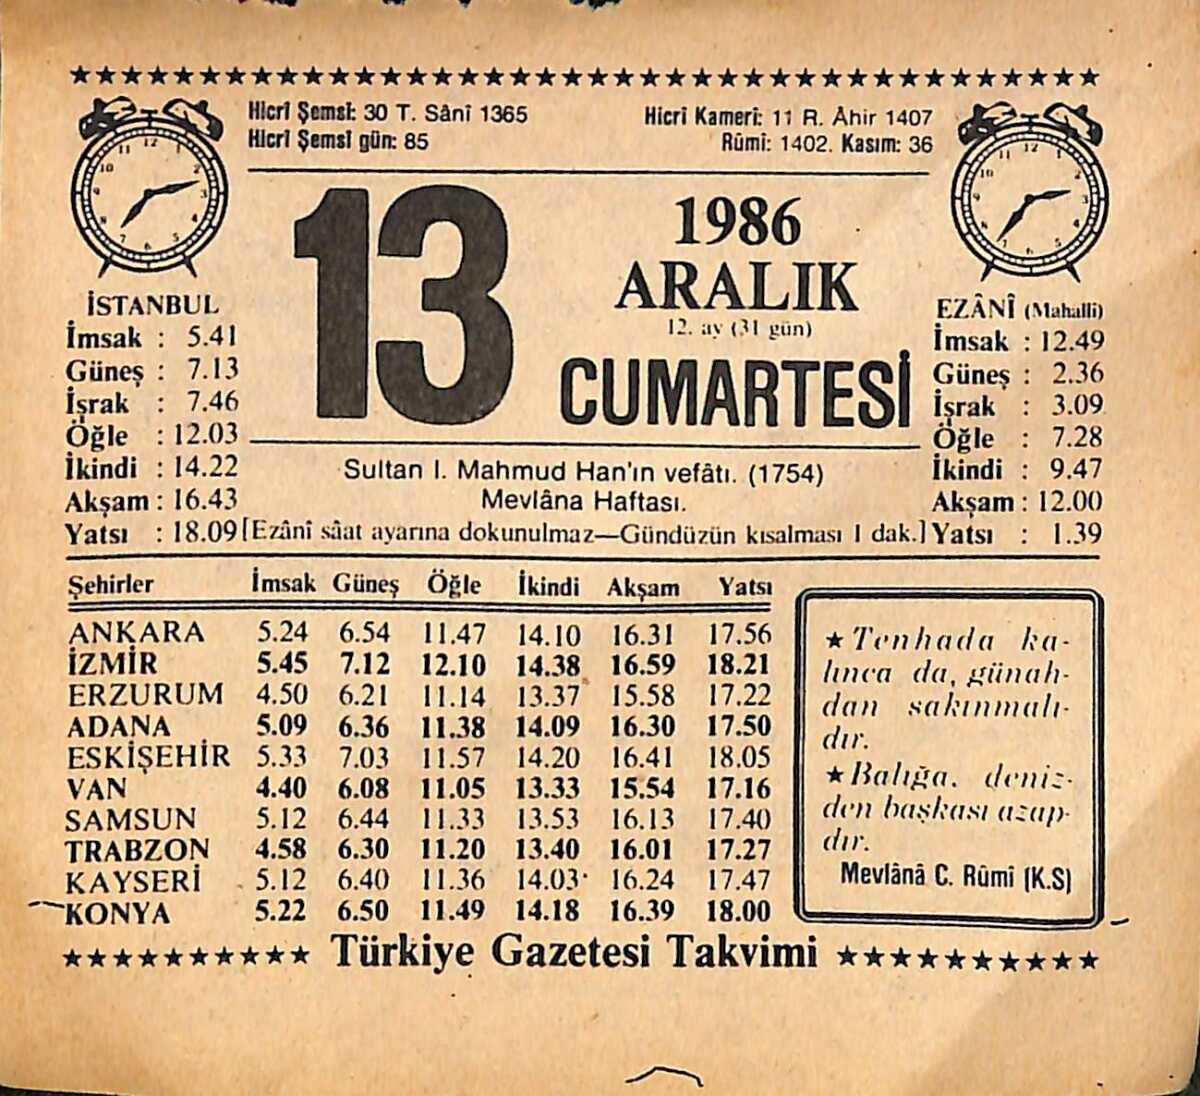 ★★★★★★★★★★★★★★★★★★★★★★★★★★★★★★★★★★★★★★★★
Hicrî Şemsî: 30 T. Sânî 1365
Hicrî Kamerî: 11 R. Âhir 1407
Hicrî Şemsî gün: 85
Rûmî: 1402. Kasım: 36
13
1986
ARALIK
12. ay (31 gün)
CUMARTESİ
İSTANBUL
İmsak : 5.41
Güneş : 7.13
İşrak : 7.46
Öğle : 12.03
İkindi : 14.22
Akşam : 16.43
Yatsı : 18.09
EZÂNÎ (Mahallî)
İmsak : 12.49
Güneş : 2.36
İşrak : 3.09
Öğle : 7.28
İkindi : 9.47
Akşam : 12.00
Yatsı : 1.39
Sultan I. Mahmud Han'ın vefâtı. (1754)
Mevlâna Haftası.
[Ezânî sâat ayarına dokunulmaz—Gündüzün kısalması 1 dak.]
Şehirler İmsak Güneş Öğle İkindi Akşam Yatsı
ANKARA 5.24 6.54 11.47 14.10 16.31 17.56
İZMİR 5.45 7.12 12.10 14.38 16.59 18.21
ERZURUM 4.50 6.21 11.14 13.37 15.58 17.22
ADANA 5.09 6.36 11.38 14.09 16.30 17.50
ESKİŞEHİR 5.33 7.03 11.57 14.20 16.41 18.05
VAN 4.40 6.08 11.05 13.33 15.54 17.16
SAMSUN 5.12 6.44 11.33 13.53 16.13 17.40
TRABZON 4.58 6.30 11.20 13.40 16.01 17.27
KAYSERİ 5.12 6.40 11.36 14.03 16.24 17.47
KONYA 5.22 6.50 11.49 14.18 16.39 18.00
★ Tenhada ka-
lınca da, günah-
dan sakınmalı-
dır.
★ Balığa, deniz-
den başkası azap-
dır.
Mevlânâ C. Rûmî (K.S)
★★★★★★★★★★ Türkiye Gazetesi Takvimi ★★★★★★★★★★